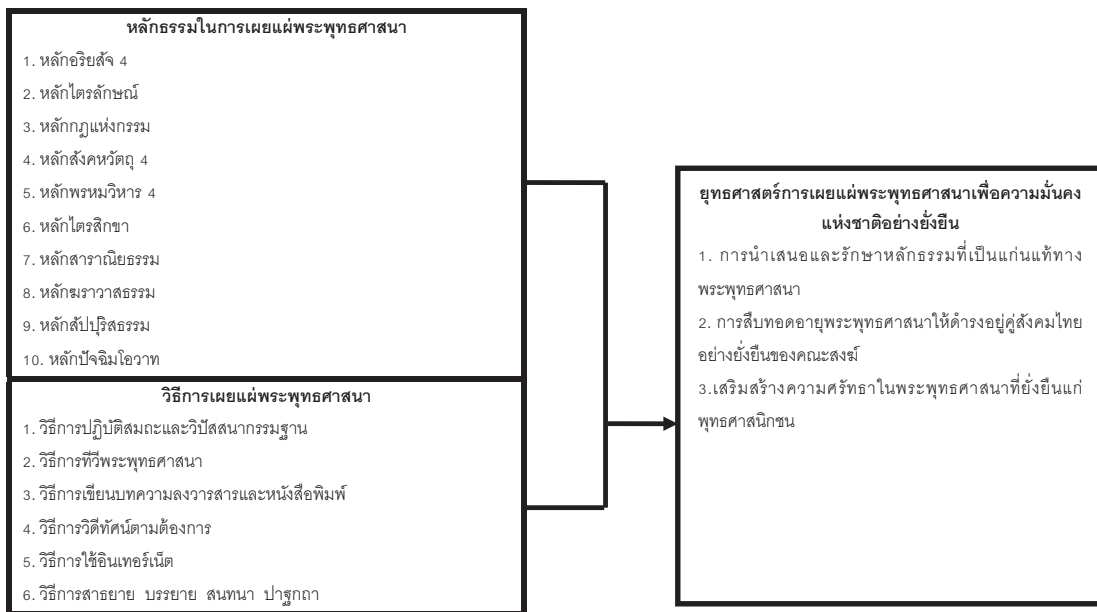 หลักธรรมในการเผยแผ่พระพุทธศาสนา
1. หลักอริยสัจ 4
2. หลักไตรลักษณ์
3. หลักกฎแห่งกรรม
4. หลักสังคหวัตถุ 4
5. หลักพรหมวิหาร 4
6. หลักไตรสิกขา
7. หลักสาราณียธรรม
8. หลักฆราวาสธรรม
9. หลักสัปปุริสธรรม
10. หลักปัจฉิมโอวาท
วิธีการเผยแผ่พระพุทธศาสนา
1. วิธีการปฏิบัติสมถะและวิปัสสนากรรมฐาน
2. วิธีการทีวีพระพุทธศาสนา
3. วิธีการเขียนบทความลงวารสารและหนังสือพิมพ์
4. วิธีการวิดีทัศน์ตามต้องการ
5. วิธีการใช้อินเทอร์เน็ต
6. วิธีการสาธยาย บรรยาย สนทนา ปาฐกถา
ยุทธศาสตร์การเผยแผ่พระพุทธศาสนาเพื่อความมั่นคง
แห่งชาติอย่างยั่งยืน
1. การนำเสนอและรักษาหลักธรรมที่เป็นแก่นแท้ทาง
พระพุทธศาสนา
2. การสืบทอดอายุพระพุทธศาสนาให้ดำรงอยู่คู่สังคมไทย
อย่างยั่งยืนของคณะสงฆ์
3.เสริมสร้างความศรัทธาในพระพุทธศาสนาที่ยั่งยืนแก่
พุทธศาสนิกชน